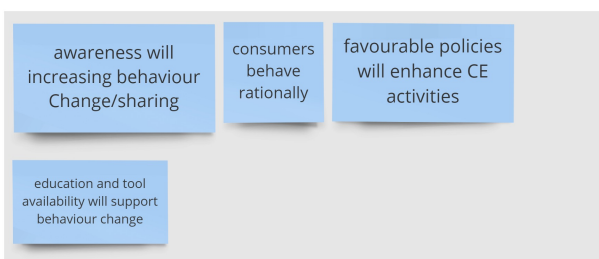 awareness will
increasing behaviour
Change/sharing
consumers
behave
rationally
favourable policies
will enhance CE
activities
education and tool
availability will support
behaviour change